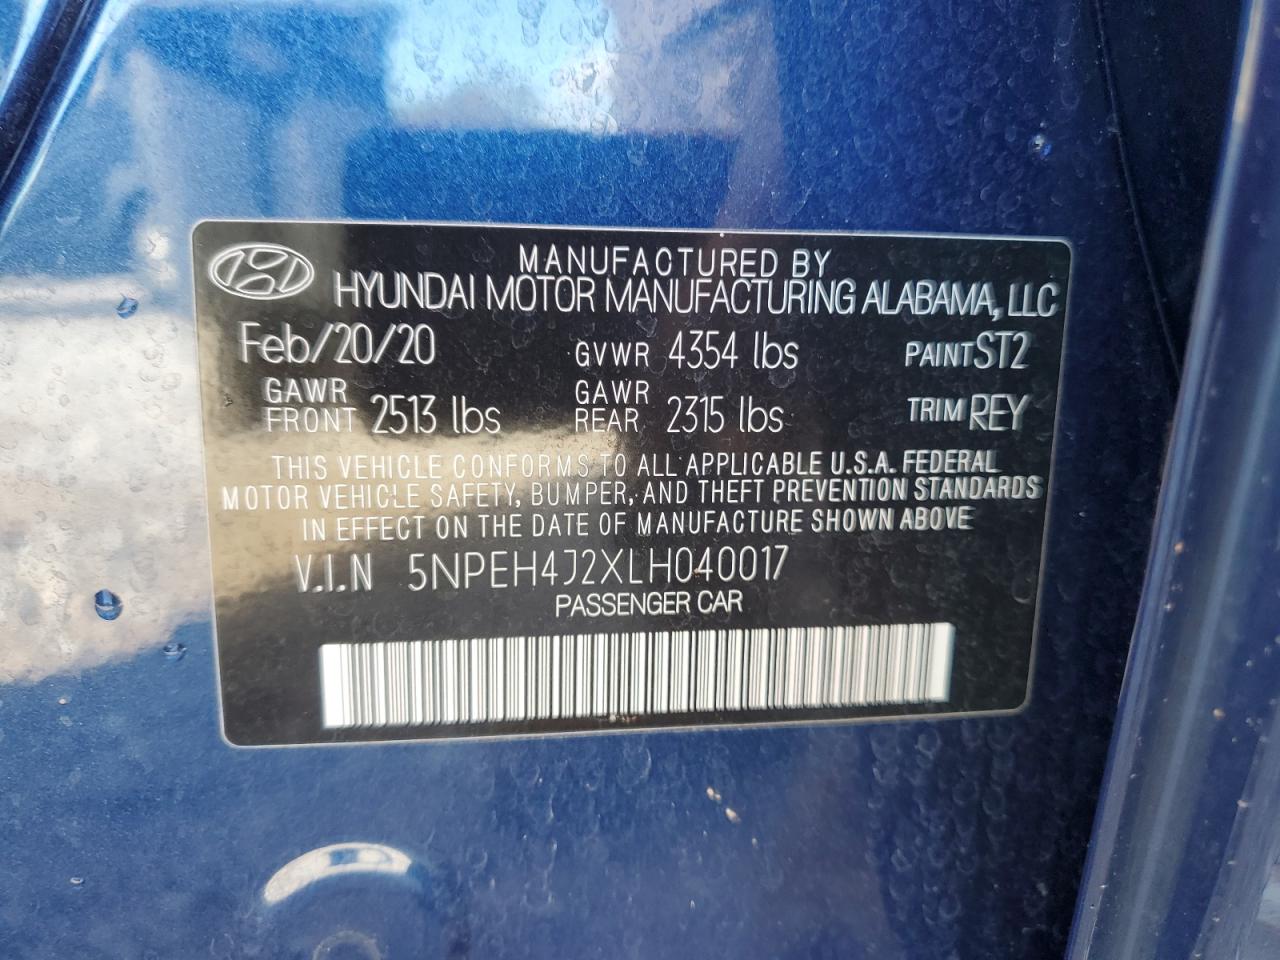 MANUFACTURED BY
HYUNDAI MOTOR MANUFACTURING ALABAMA, LLC
Feb/20/20 GVWR 4354 lbs PAINT ST2
GAWR FRONT 2513 lbs GAWR REAR 2315 lbs TRIM REY
THIS VEHICLE CONFORMS TO ALL APPLICABLE U.S.A. FEDERAL
MOTOR VEHICLE SAFETY, BUMPER, AND THEFT PREVENTION STANDARDS
IN EFFECT ON THE DATE OF MANUFACTURE SHOWN ABOVE
V.I.N 5NPEH4J2XLH040017
PASSENGER CAR